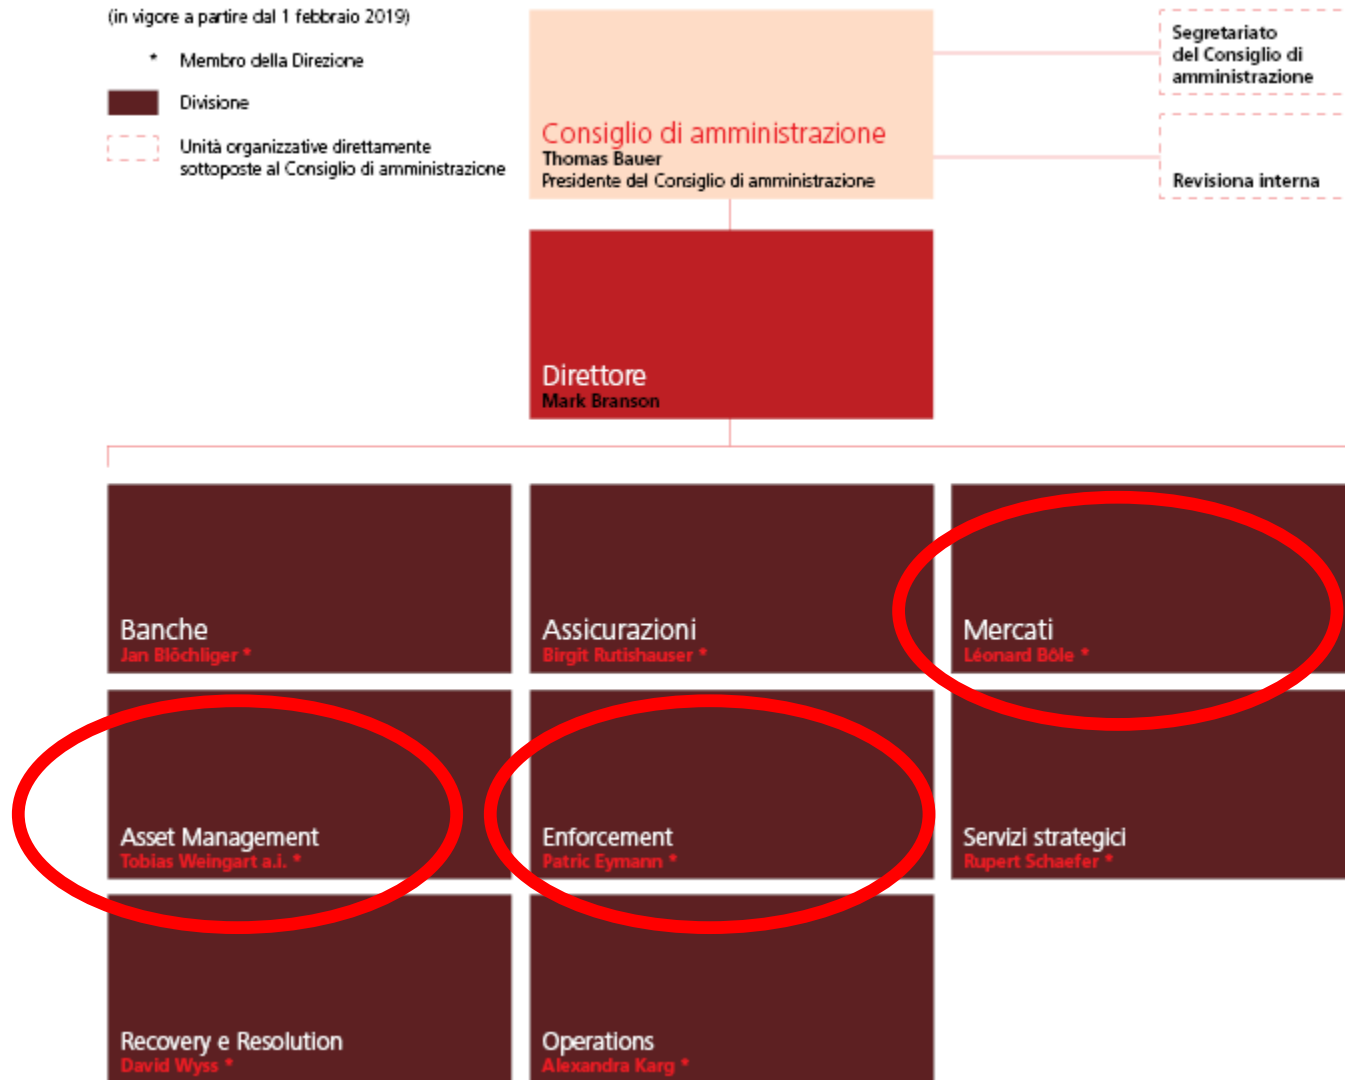 (in vigore a partire dal 1 febbraio 2019)
* Membro della Direzione
Divisione
Unità organizzative direttamente
sottoposte al Consiglio di amministrazione
Consiglio di amministrazione
Thomas Bauer
Presidente del Consiglio di amministrazione
Segretariato
del Consiglio di
amministrazione
Revisiona interna
Direttore
Mark Branson
Banche
Jan Blöchliger *
Assicurazioni
Birgit Rutishauser *
Mercati
Léonard Bôle *
Asset Management
Tobias Weingart a.i. *
Enforcement
Patric Eymann *
Servizi strategici
Rupert Schaefer *
Recovery e Resolution
David Wyss *
Operations
Alexandra Karg *